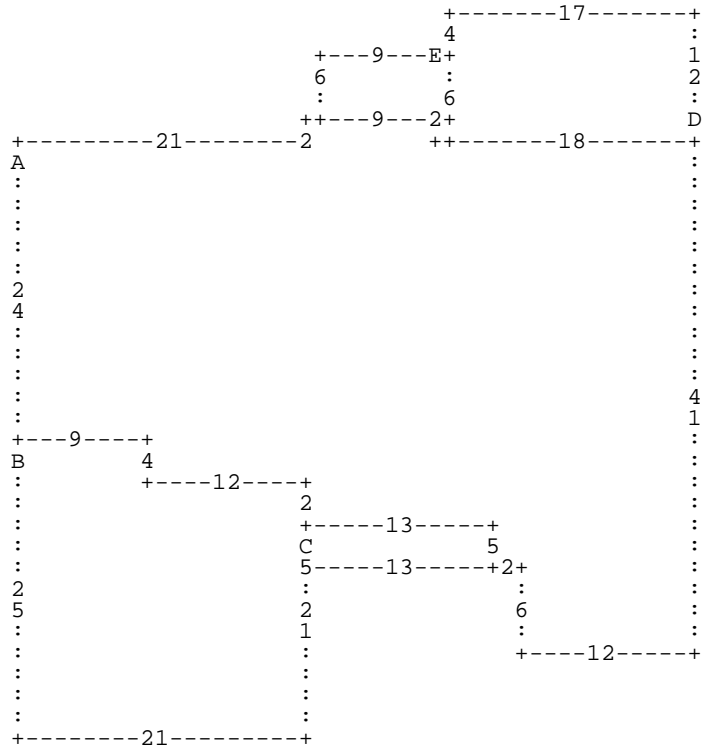 +-------17-------+
                              4                :
                     +---9---E+                1
                     6        :                2
                     :        6                :
                    ++---9---2+                D
+---------21--------2        ++-------18-------+
A                                              :
:                                              :
:                                              :
:                                              :
:                                              :
:                                              :
2                                              :
4                                              :
:                                              :
:                                              :
:                                              :
:                                              4
:                                              1
+---9----+                                     :
B        4                                     :
:        +----12----+                          :
:                   2                          :
:                   +-----13-----+             :
:                   C            5             :
:                   5-----13-----+2+           :
2                   :              :           :
5                   2              6           :
:                   1              :           :
:                   :              +----12-----+
:                   :
:                   :
:                   :
+--------21---------+